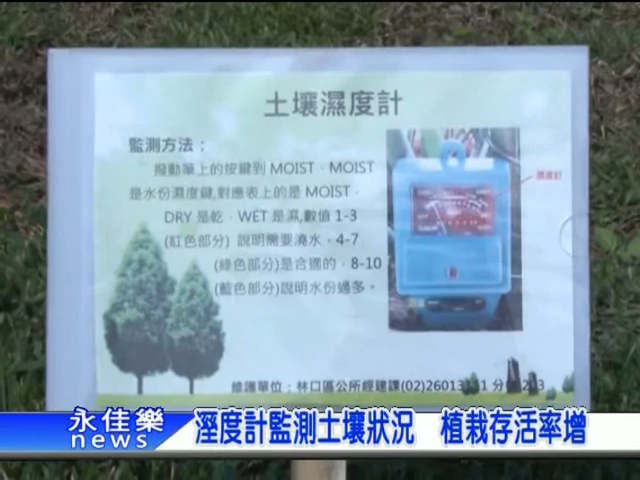 土壤濕度計
監測方法：
撥動單上的按鍵到 MOIST，MOIST
是水份濕度鍵,對應表上的是 MOIST，
DRY 是乾，WET 是濕,數值 1-3
(紅色部分) 說明需要澆水，4-7
(綠色部分)是合適的，8-10
(藍色部分)說明水份過多。
濕度計
維護單位：林口區公所經建課
永佳樂 溼度計監測土壤狀況 植栽存活率增
news